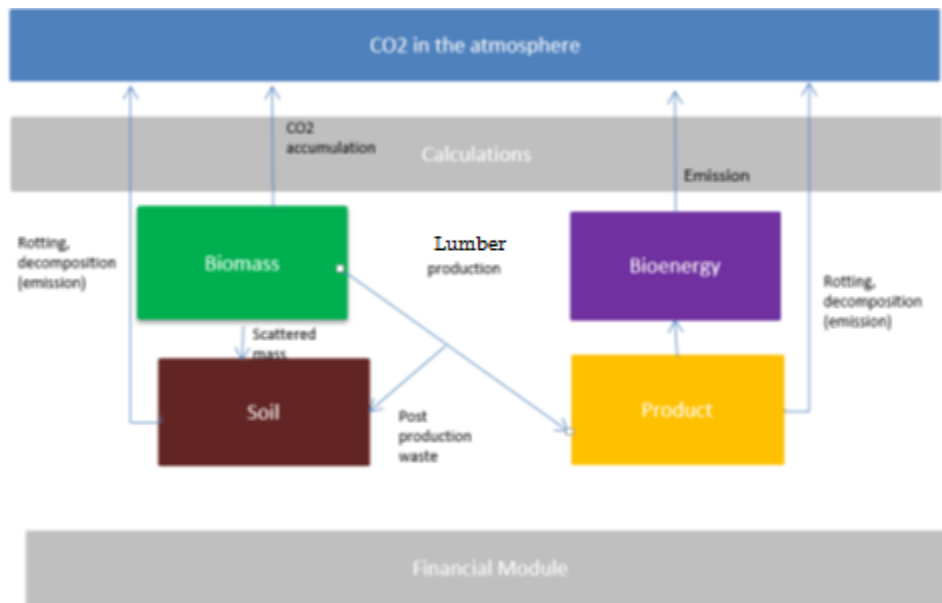 CO2 in the atmosphere
CO2
accumulation
Calculations
Emission
Rotting,
decomposition
(emission)
Biomass
Lumber
production
Bioenergy
Rotting,
decomposition
(emission)
Scattered
mass
Soil
Post
production
waste
Product
Financial Module